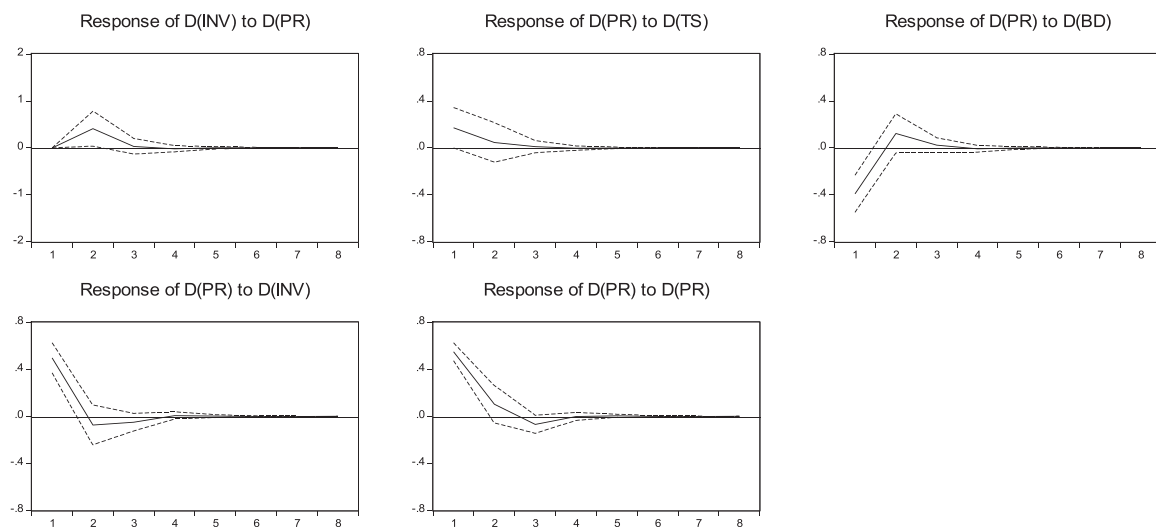 Response of D(INV) to D(PR)
2
1
0
-1
-2
1 2 3 4 5 6 7 8
Response of D(PR) to D(TS)
.8
.4
.0
-.4
-.8
1 2 3 4 5 6 7 8
Response of D(PR) to D(BD)
.8
.4
.0
-.4
-.8
1 2 3 4 5 6 7 8
Response of D(PR) to D(INV)
.8
.4
.0
-.4
-.8
1 2 3 4 5 6 7 8
Response of D(PR) to D(PR)
.8
.4
.0
-.4
-.8
1 2 3 4 5 6 7 8